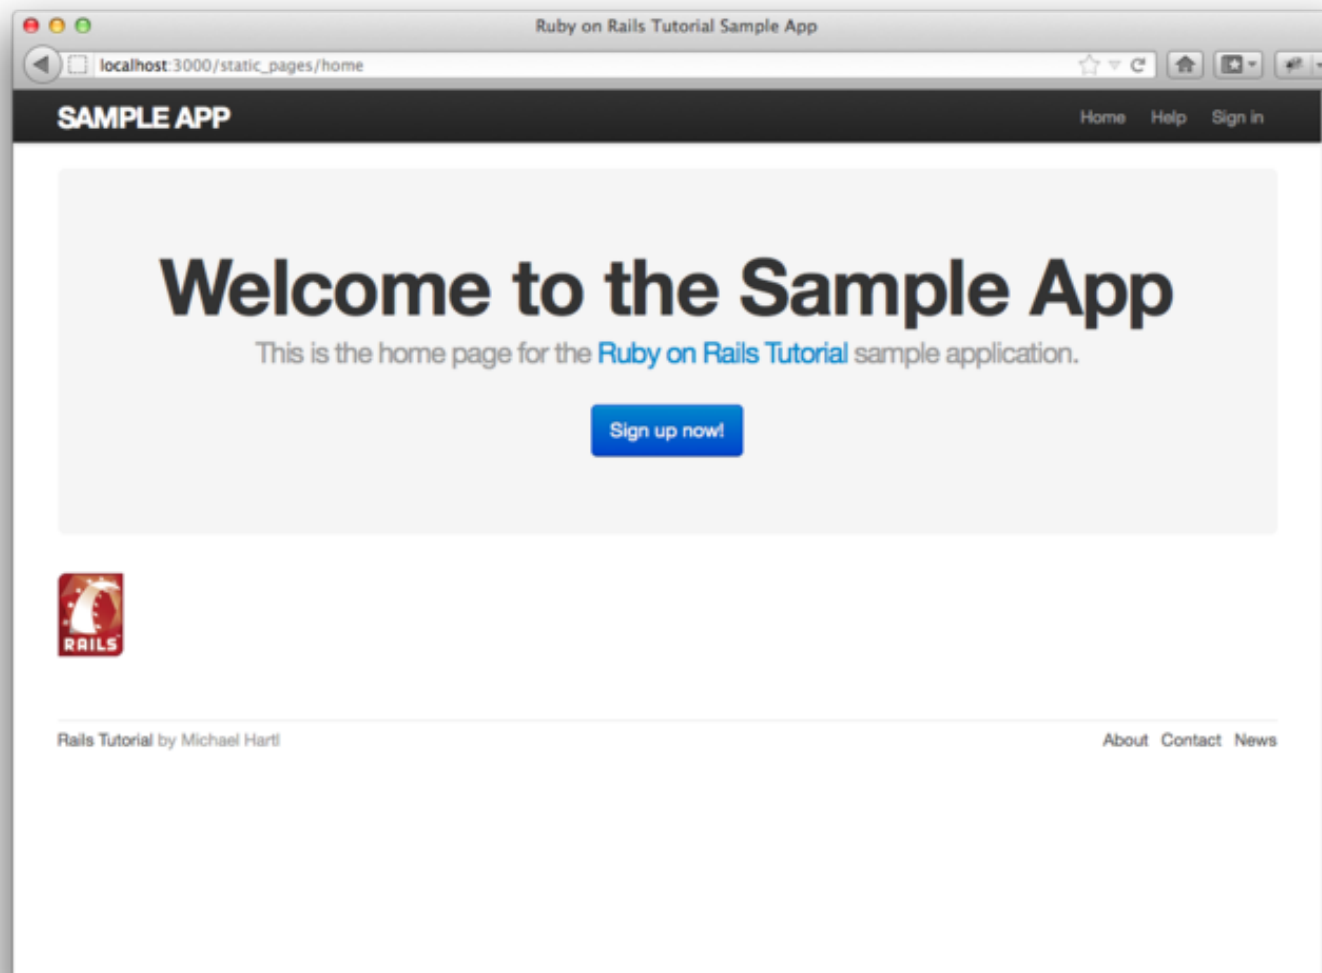 Ruby on Rails Tutorial Sample App
localhost:3000/static_pages/home
SAMPLE APP Home Help Sign in
Welcome to the Sample App
This is the home page for the Ruby on Rails Tutorial sample application.
Sign up now!
RAILS
Rails Tutorial by Michael Hartl About Contact News